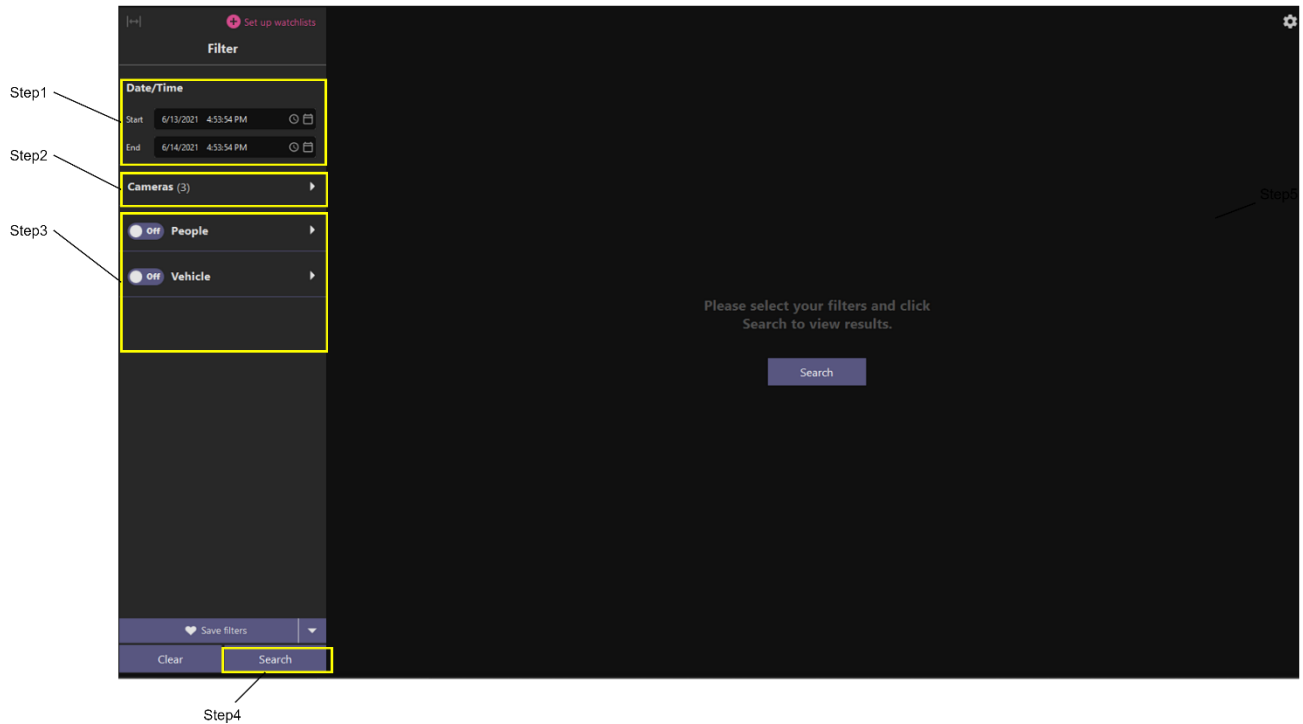 Set up watchlists
Filter
Step1
Date/Time
Start 6/13/2021 4:53:54 PM
End 6/14/2021 4:53:54 PM
Step2
Cameras (3)
Step3
Off People
Off Vehicle
Step5
Please select your filters and click
Search to view results.
Search
Save filters
Clear Search
Step4